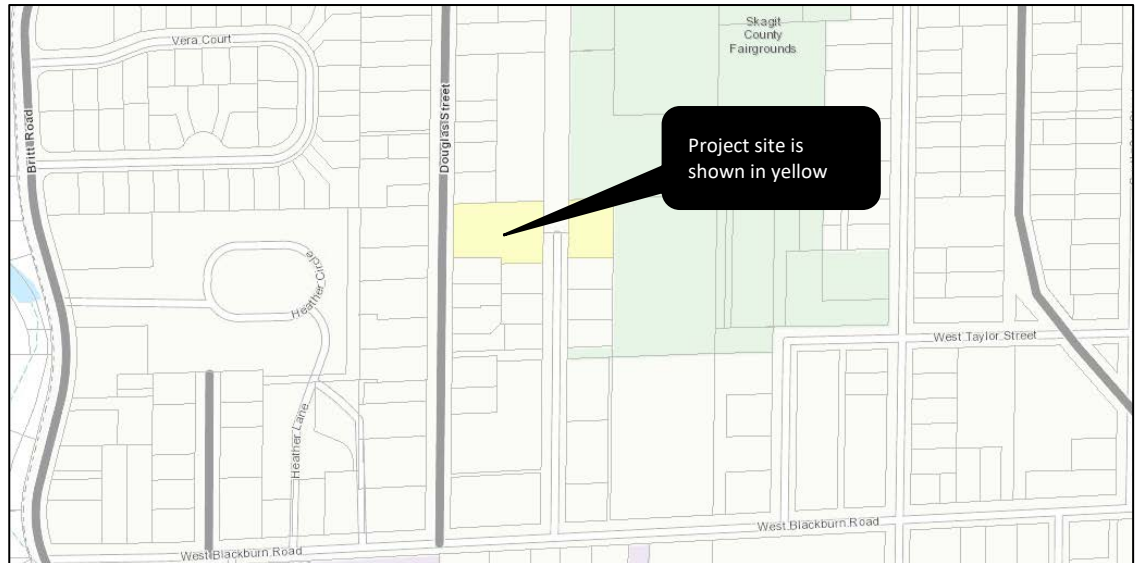 Skagit
County
Fairgrounds
Vera Court
Britt Road
Douglas Street
Project site is
shown in yellow
Heather Circle
West Taylor Street
Heather Lane
West Blackburn Road
West Blackburn Road